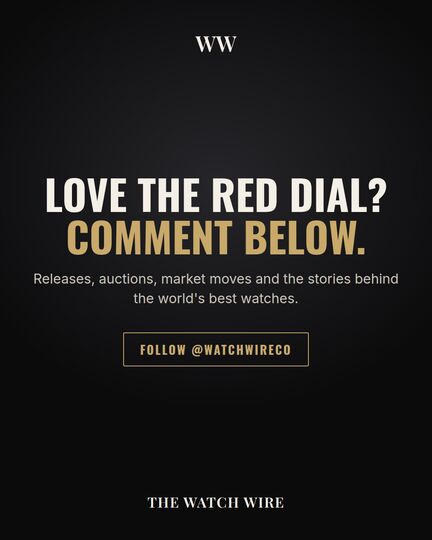 WW
LOVE THE RED DIAL?
COMMENT BELOW.
Releases, auctions, market moves and the stories behind
the world's best watches.
FOLLOW @WATCHWIRECO
THE WATCH WIRE